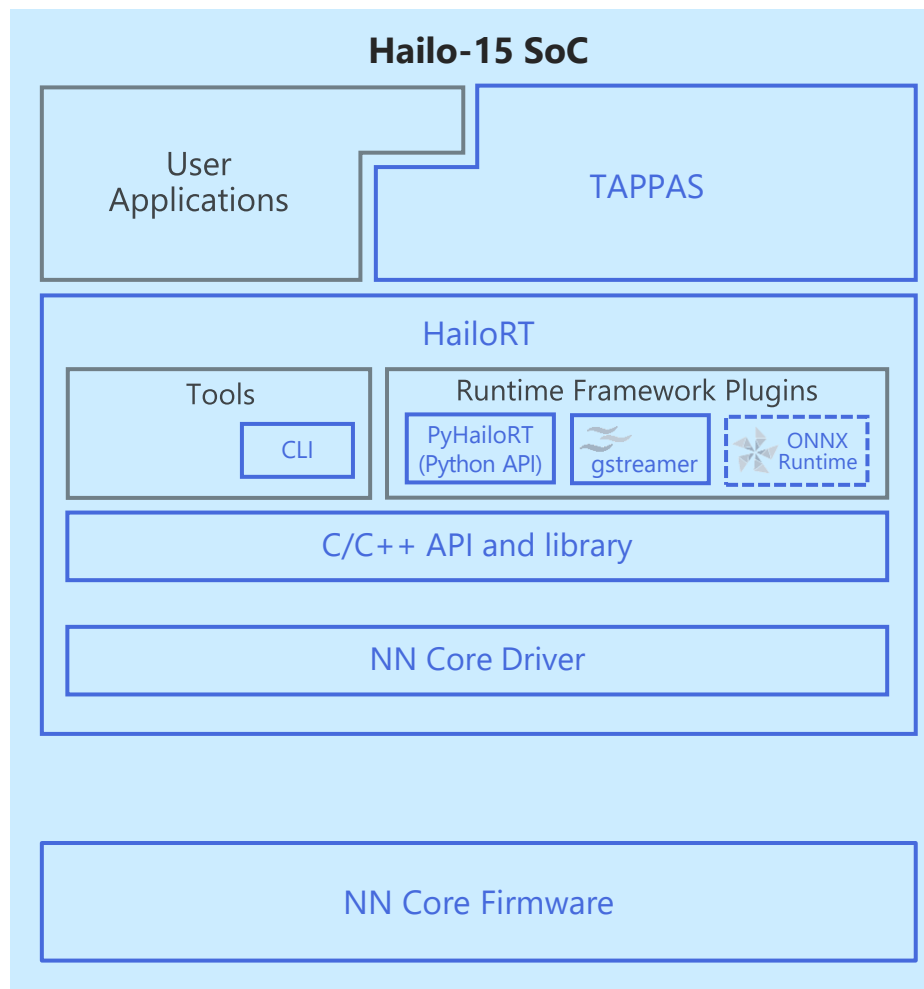 Hailo-15 SoC
User
Applications
TAPPAS
HailoRT
Tools
CLI
Runtime Framework Plugins
PyHailoRT
(Python API)
gstreamer
ONNX
Runtime
C/C++ API and library
NN Core Driver
NN Core Firmware